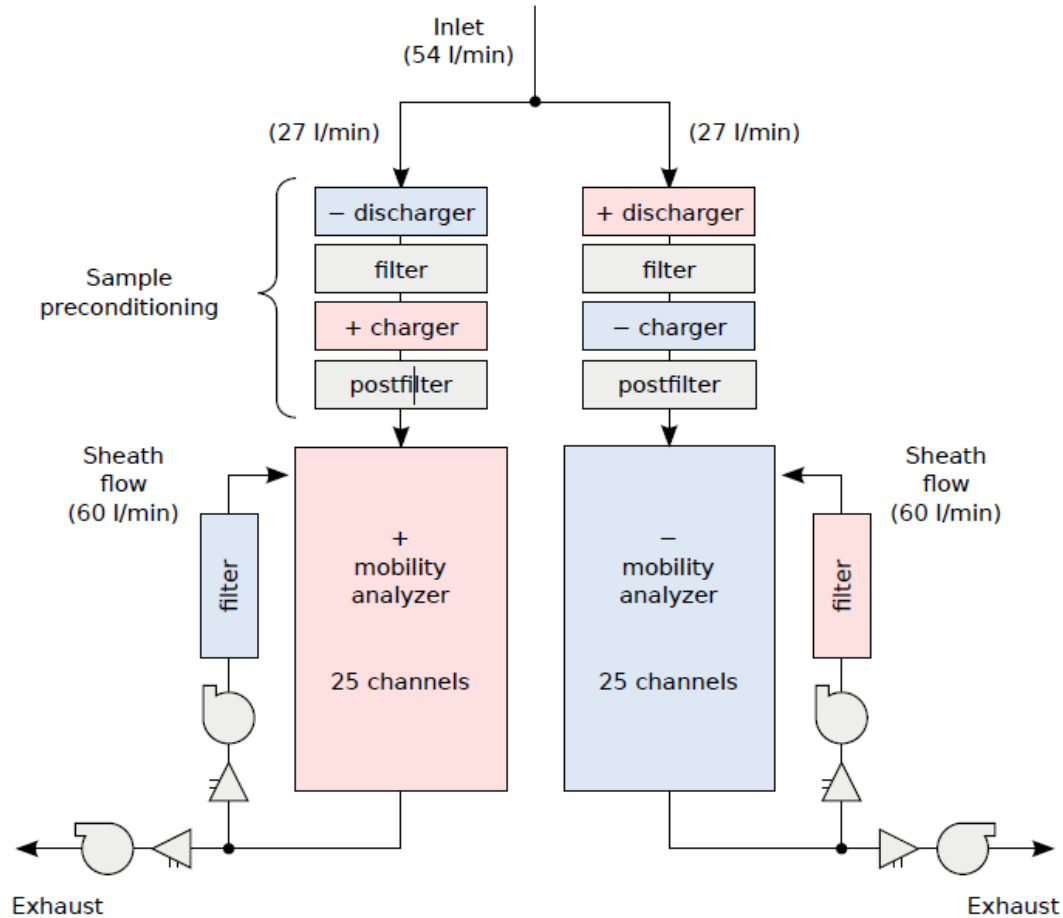 Inlet
(54 l/min)
(27 l/min)
(27 l/min)
− discharger
+ discharger
filter
filter
Sample
preconditioning
+ charger
− charger
postfilter
postfilter
Sheath
flow
(60 l/min)
Sheath
flow
(60 l/min)
filter
+
mobility
analyzer
25 channels
−
mobility
analyzer
25 channels
filter
Exhaust
Exhaust